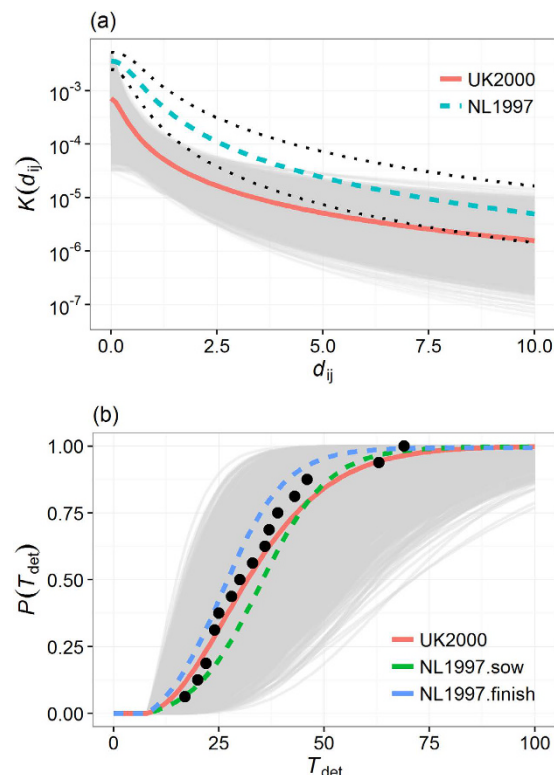 (a)
UK2000
NL1997
10⁻³
10⁻⁴
10⁻⁵
10⁻⁶
10⁻⁷
K(dᵢⱼ)
0.0 2.5 5.0 7.5 10.0
dᵢⱼ
(b)
1.00
0.75
0.50
0.25
0.00
P(T_det)
UK2000
NL1997.sow
NL1997.finish
0 25 50 75 100
T_det